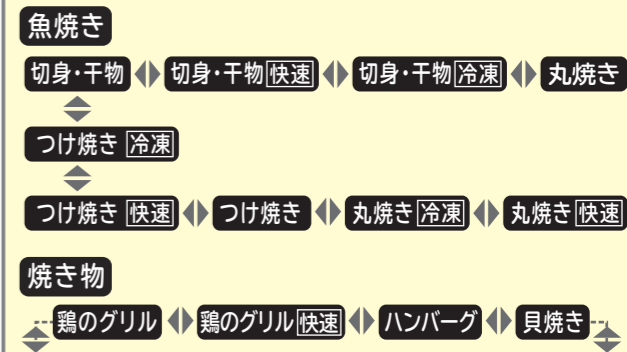 魚焼き
切身・干物 切身・干物 快速 切身・干物 冷凍 丸焼き
つけ焼き 冷凍
つけ焼き 快速 つけ焼き 丸焼き 冷凍 丸焼き 快速
焼き物
鶏のグリル 鶏のグリル 快速 ハンバーグ 貝焼き